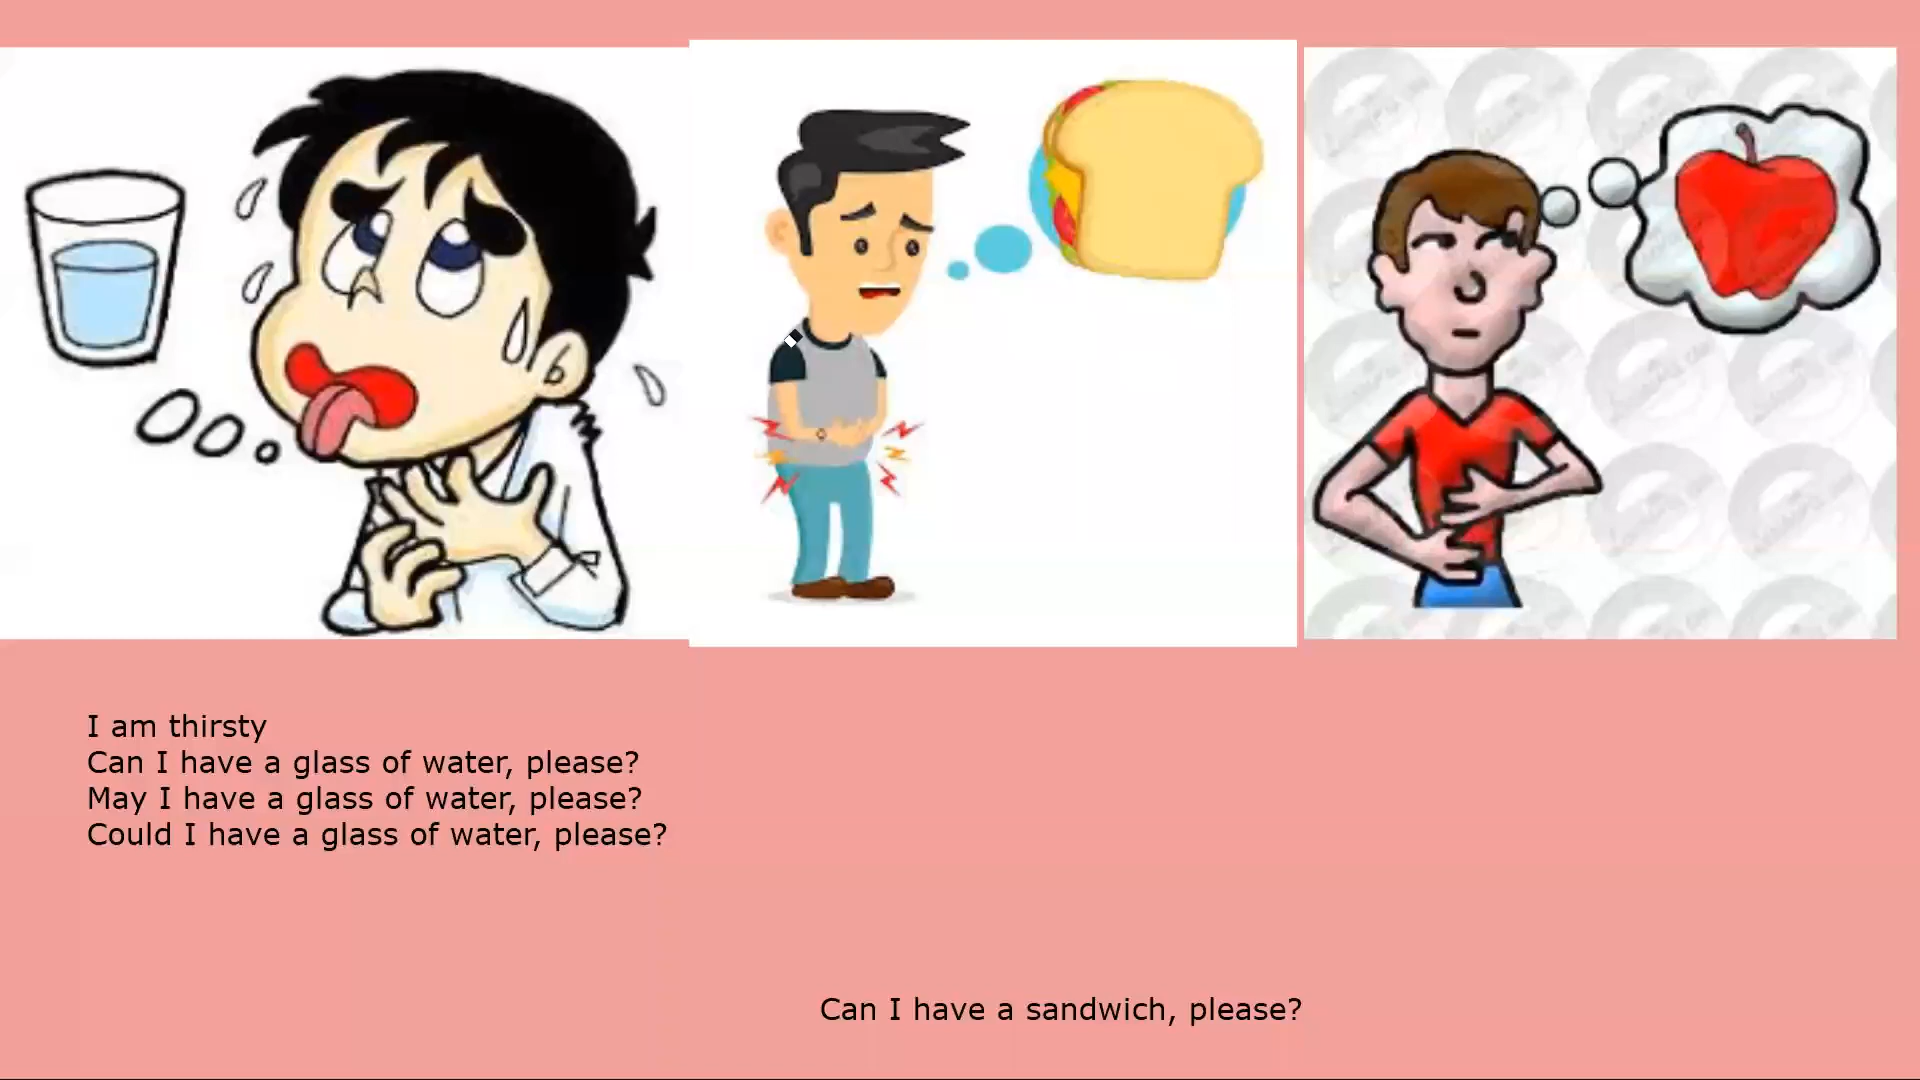 I am thirsty
Can I have a glass of water, please?
May I have a glass of water, please?
Could I have a glass of water, please?
Can I have a sandwich, please?